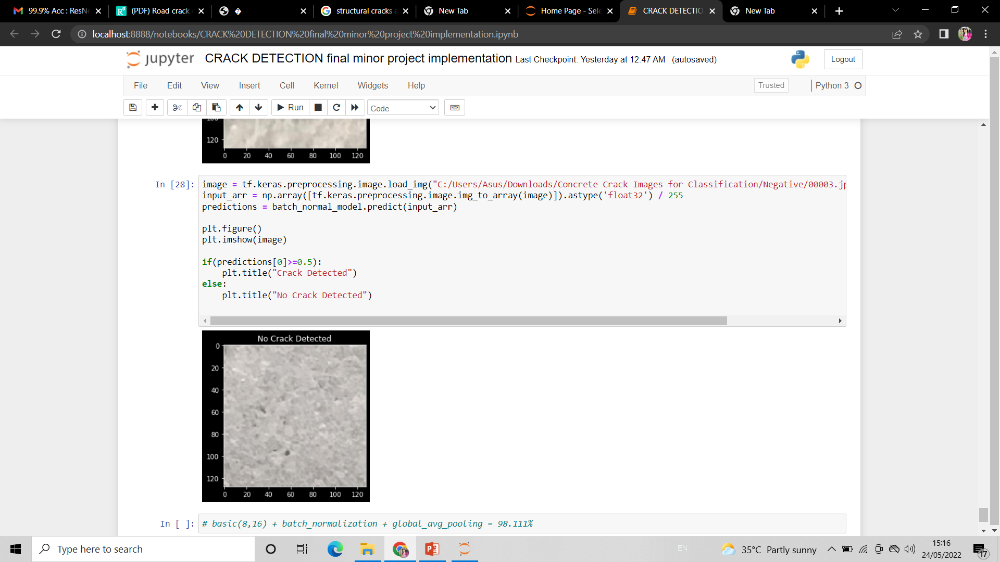 99.9% Acc : ResNe
(PDF) Road crack
�
structural cracks a
New Tab
Home Page - Sele
CRACK DETECTIO
New Tab
localhost:8888/notebooks/CRACK%20DETECTION%20final%20minor%20project%20implementation.ipynb
jupyter CRACK DETECTION final minor project implementation Last Checkpoint: Yesterday at 12:47 AM (autosaved)
Logout
File Edit View Insert Cell Kernel Widgets Help
Trusted
Python 3
Run
Code
100
120
0 20 40 60 80 100 120
In [28]:
image = tf.keras.preprocessing.image.load_img("C:/Users/Asus/Downloads/Concrete Crack Images for Classification/Negative/00003.jp
input_arr = np.array([tf.keras.preprocessing.image.img_to_array(image)]).astype('float32') / 255
predictions = batch_normal_model.predict(input_arr)
plt.figure()
plt.imshow(image)
if(predictions[0]>=0.5):
plt.title("Crack Detected")
else:
plt.title("No Crack Detected")
No Crack Detected
0
20
40
60
80
100
120
0 20 40 60 80 100 120
In [ ]: # basic(8,16) + batch_normalization + global_avg_pooling = 98.111%
Type here to search
EN
35°C Partly sunny
15:16
24/05/2022
17